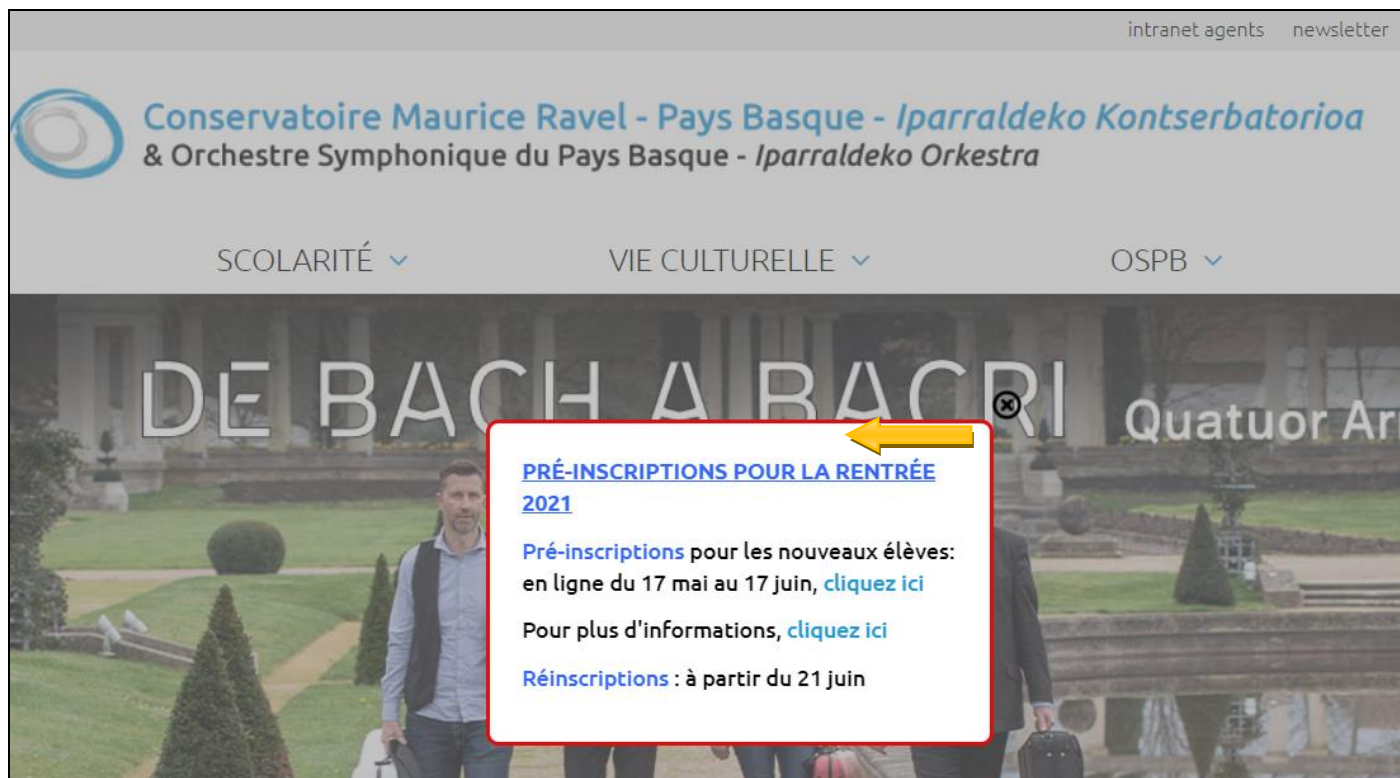 intranet agents newsletter
Conservatoire Maurice Ravel - Pays Basque - Iparraldeko Kontserbatorioa
& Orchestre Symphonique du Pays Basque - Iparraldeko Orkestra
SCOLARITÉ VIE CULTURELLE OSPB
DE BACH A BACRI Quatuor
PRÉ-INSCRIPTIONS POUR LA RENTRÉE
2021
Pré-inscriptions pour les nouveaux élèves:
en ligne du 17 mai au 17 juin, cliquez ici
Pour plus d'informations, cliquez ici
Réinscriptions : à partir du 21 juin